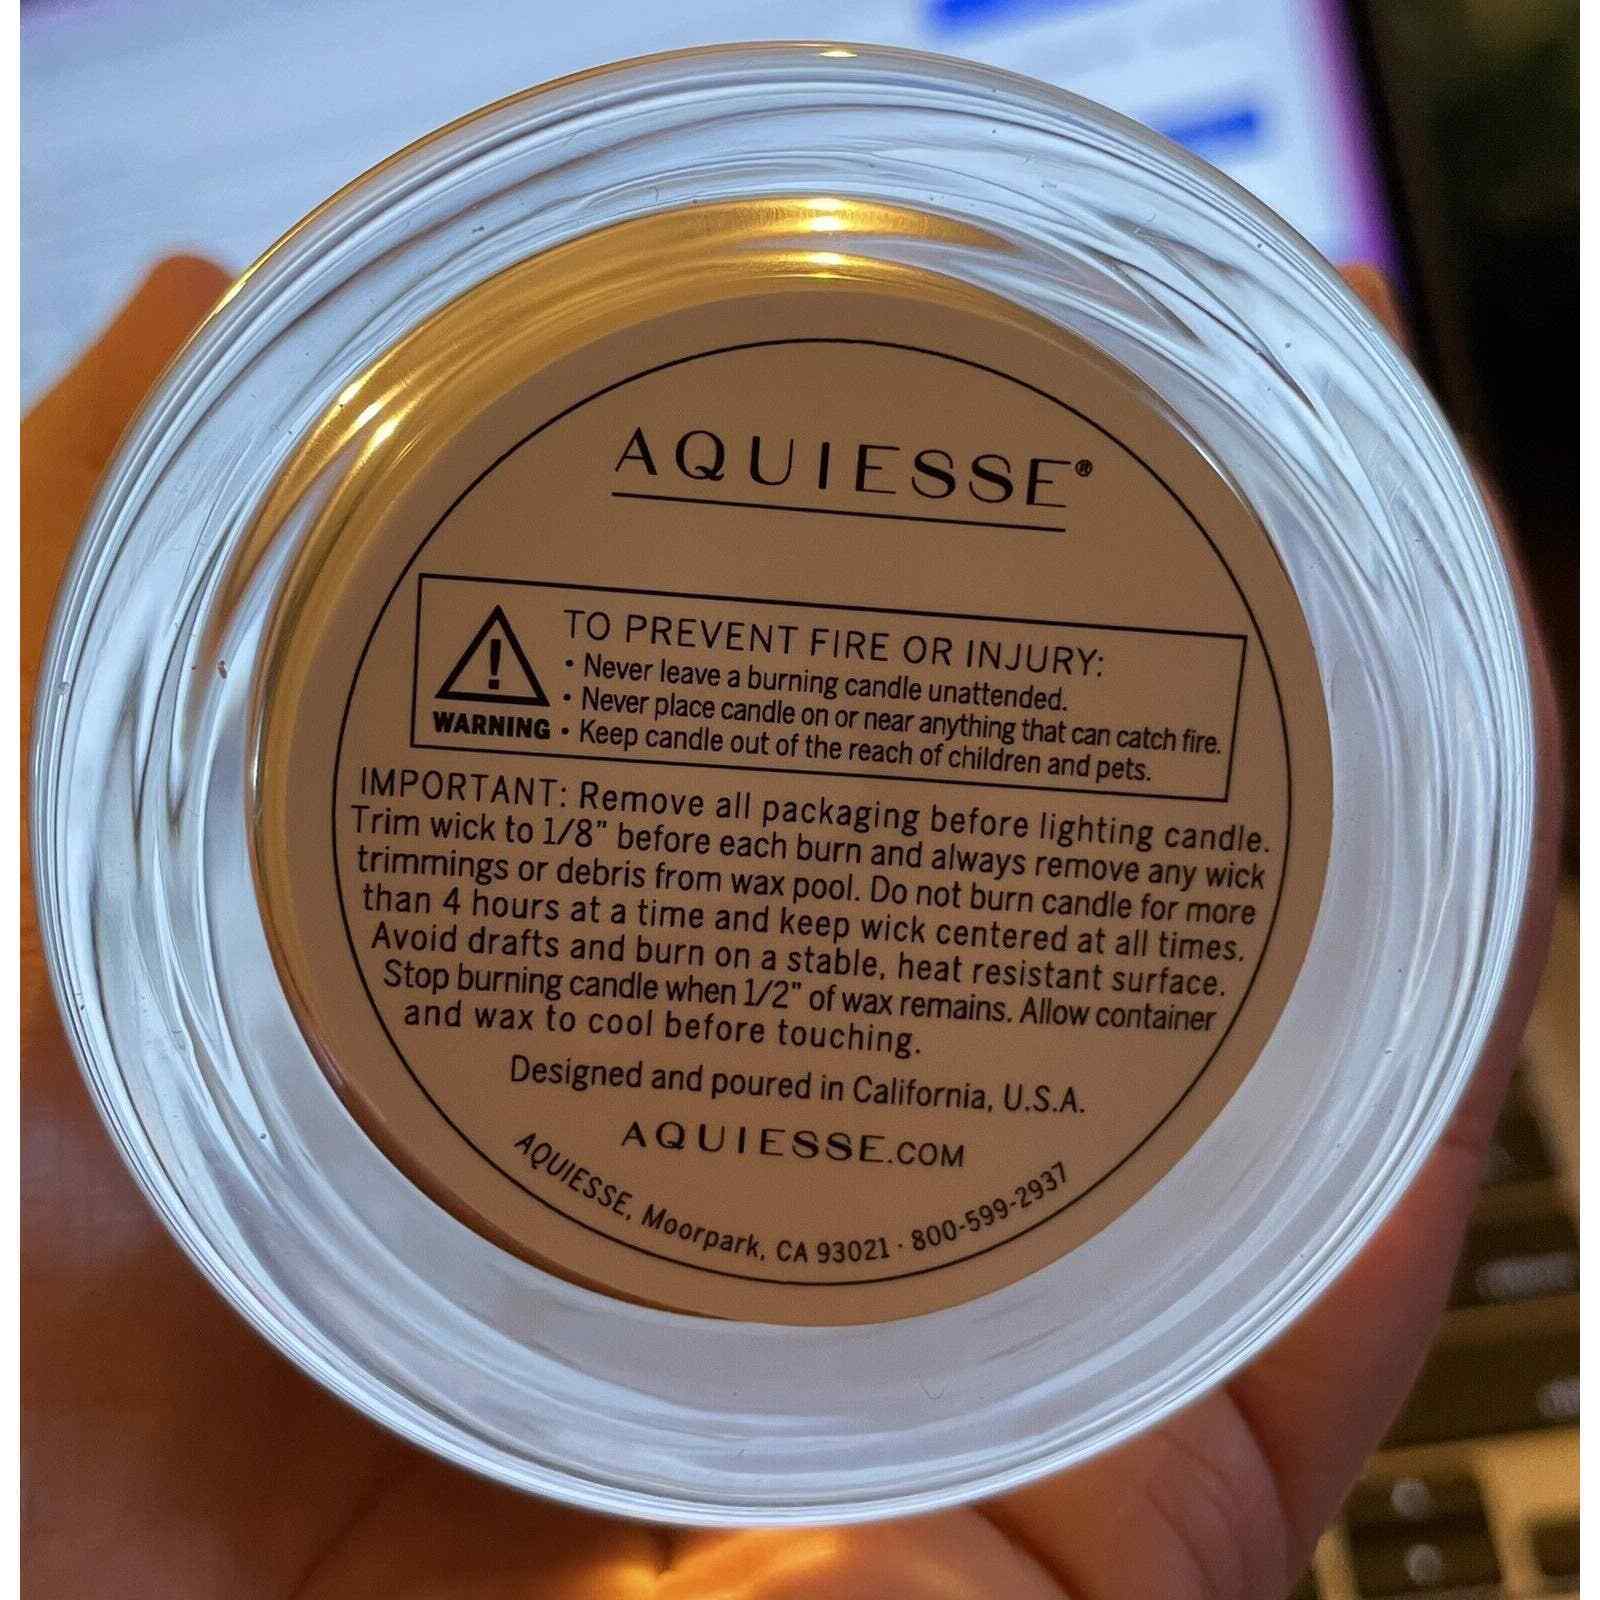 AQUIESSE®
TO PREVENT FIRE OR INJURY:
• Never leave a burning candle unattended.
• Never place candle on or near anything that can catch fire.
WARNING • Keep candle out of the reach of children and pets.
IMPORTANT: Remove all packaging before lighting candle.
Trim wick to 1/8" before each burn and always remove any wick
trimmings or debris from wax pool. Do not burn candle for more
than 4 hours at a time and keep wick centered at all times.
Avoid drafts and burn on a stable, heat resistant surface.
Stop burning candle when 1/2" of wax remains. Allow container
and wax to cool before touching.
Designed and poured in California, U.S.A.
AQUIESSE.COM
AQUIESSE, Moorpark, CA 93021 · 800-599-2937